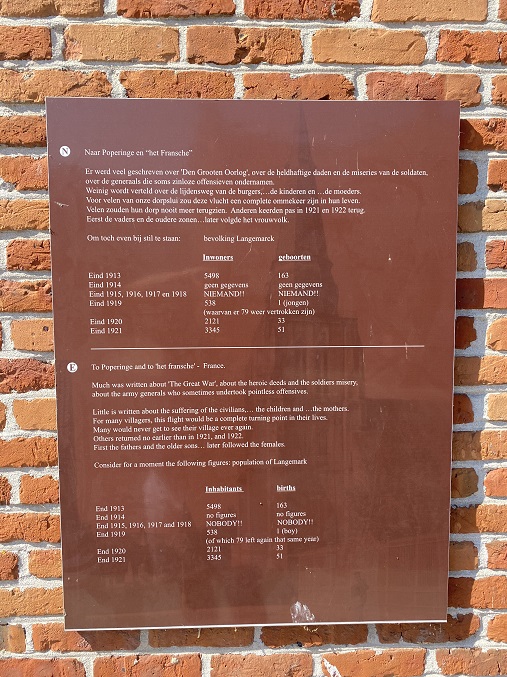 N Naar Poperinge en “het Fransche”
Er werd veel geschreven over 'Den Grooten Oorlog', over de heldhaftige daden en de miseries van de soldaten,
over de generaals die soms zinloze offensieven ondernamen.
Weinig wordt verteld over de lijdensweg van de burgers,…de kinderen en …de moeders.
Voor velen van onze dorpslui zou deze vlucht een complete ommekeer zijn in hun leven.
Velen zouden hun dorp nooit meer terugzien. Anderen keerden pas in 1921 en 1922 terug.
Eerst de vaders en de oudere zonen…later volgde het vrouwvolk.
Om toch even bij stil te staan: bevolking Langemarck
Inwoners geboorten
Eind 1913 5498 163
Eind 1914 geen gegevens geen gegevens
Eind 1915, 1916, 1917 en 1918 NIEMAND!! NIEMAND!!
Eind 1919 538 1 (jongen)
(waarvan er 79 weer vertrokken zijn)
Eind 1920 2121 33
Eind 1921 3345 51
E To Poperinge and to 'het fransche' - France.
Much was written about 'The Great War', about the heroic deeds and the soldiers misery,
about the army generals who sometimes undertook pointless offensives.
Little is written about the suffering of the civilians,… the children and …the mothers.
For many villagers, this flight would be a complete turning point in their lives.
Many would never get to see their village ever again.
Others returned no earlier than in 1921, and 1922.
First the fathers and the older sons… later followed the females.
Consider for a moment the following figures: population of Langemark
Inhabitants births
End 1913 5498 163
End 1914 no figures no figures
End 1915, 1916, 1917 and 1918 NOBODY!! NOBODY!!
End 1919 538 1 (boy)
(of which 79 left again that same year)
End 1920 2121 33
End 1921 3345 51